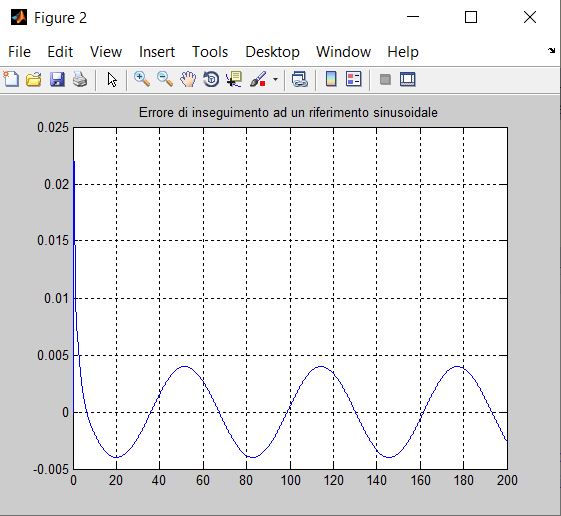 Figure 2
File Edit View Insert Tools Desktop Window Help
Errore di inseguimento ad un riferimento sinusoidale
0.025
0.02
0.015
0.01
0.005
0
-0.005
0 20 40 60 80 100 120 140 160 180 200